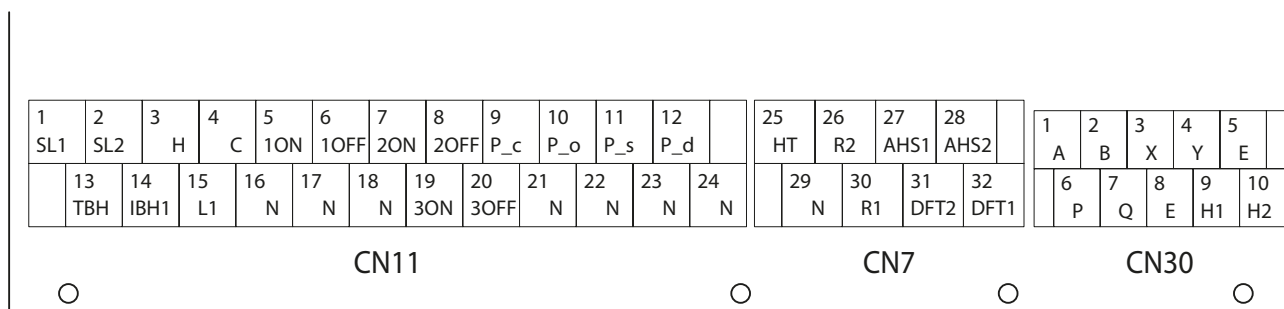 1 2 3 4 5 6 7 8 9 10 11 12
SL1 SL2 H C 1ON 1OFF 2ON 2OFF P_c P_o P_s P_d
13 14 15 16 17 18 19 20 21 22 23 24
TBH IBH1 L1 N N N 3ON 3OFF N N N N
CN11
25 26 27 28
HT R2 AHS1 AHS2
29 30 31 32
N R1 DFT2 DFT1
CN7
1 2 3 4 5
A B X Y E
6 7 8 9 10
P Q E H1 H2
CN30